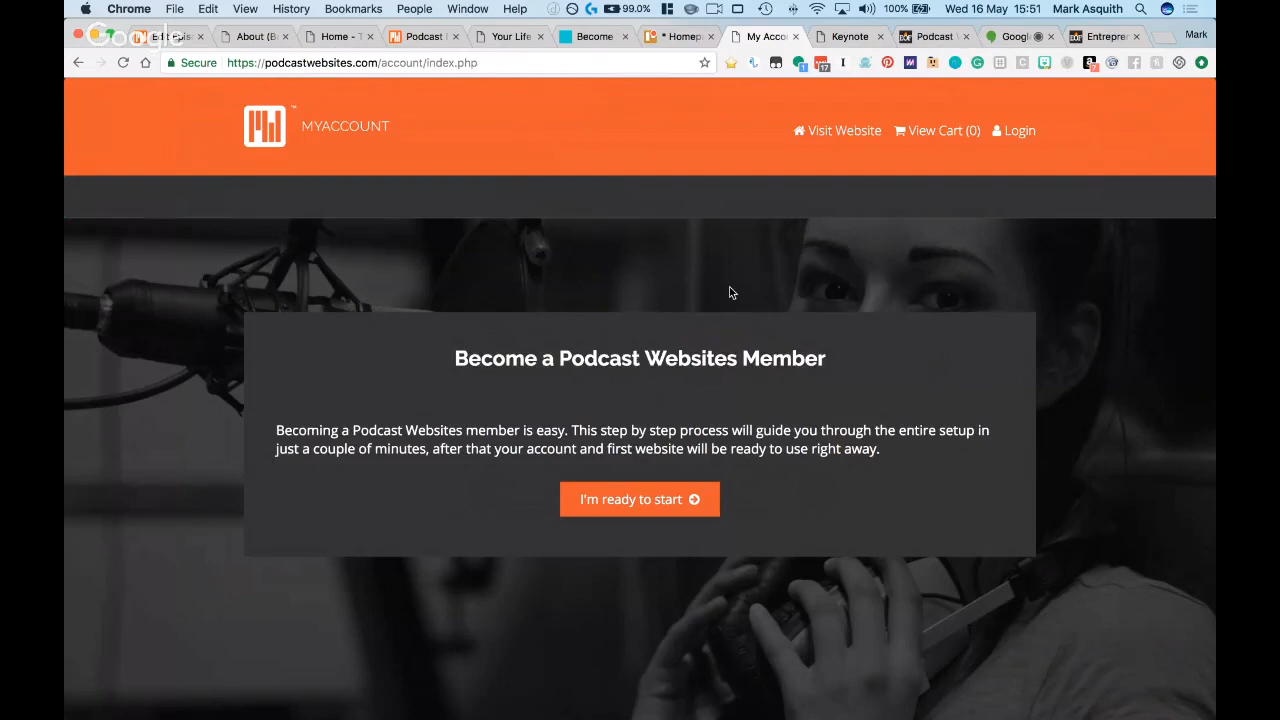 Chrome File Edit View History Bookmarks People Window Help 99.0% 100% Wed 16 May 15:51 Mark Asquith
Google
About (B Home - T Podcast Your Life Become * Homep My Acco Keynote Podcast W Google Entrepre Mark
Secure https://podcastwebsites.com/account/index.php
MYACCOUNT
Visit Website View Cart (0) Login
Become a Podcast Websites Member
Becoming a Podcast Websites member is easy. This step by step process will guide you through the entire setup in
just a couple of minutes, after that your account and first website will be ready to use right away.
I'm ready to start